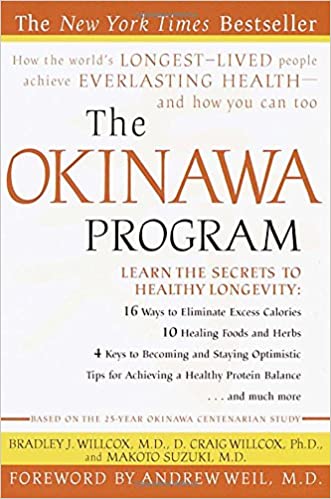 The New York Times Bestseller
How the world's LONGEST–LIVED people
achieve EVERLASTING HEALTH—
and how you can too
The
OKINAWA
PROGRAM
LEARN THE SECRETS TO
HEALTHY LONGEVITY:
16 Ways to Eliminate Excess Calories
10 Healing Foods and Herbs
4 Keys to Becoming and Staying Optimistic
Tips for Achieving a Healthy Protein Balance
. . . and much more
BASED ON THE 25-YEAR OKINAWA CENTENARIAN STUDY
BRADLEY J. WILLCOX, M.D., D. CRAIG WILLCOX, Ph.D.,
and MAKOTO SUZUKI, M.D.
FOREWORD BY ANDREW WEIL, M.D.